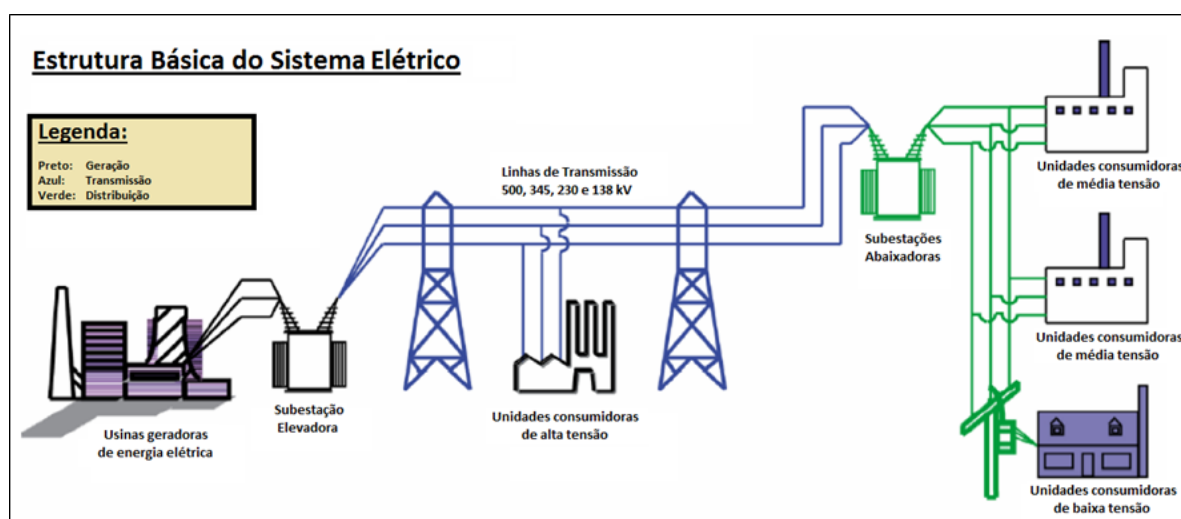 Estrutura Básica do Sistema Elétrico
Legenda:
Preto: Geração
Azul: Transmissão
Verde: Distribuição
Linhas de Transmissão
500, 345, 230 e 138 kV
Usinas geradoras
de energia elétrica
Subestação
Elevadora
Unidades consumidoras
de alta tensão
Subestações
Abaixadoras
Unidades consumidoras
de média tensão
Unidades consumidoras
de média tensão
Unidades consumidoras
de baixa tensão